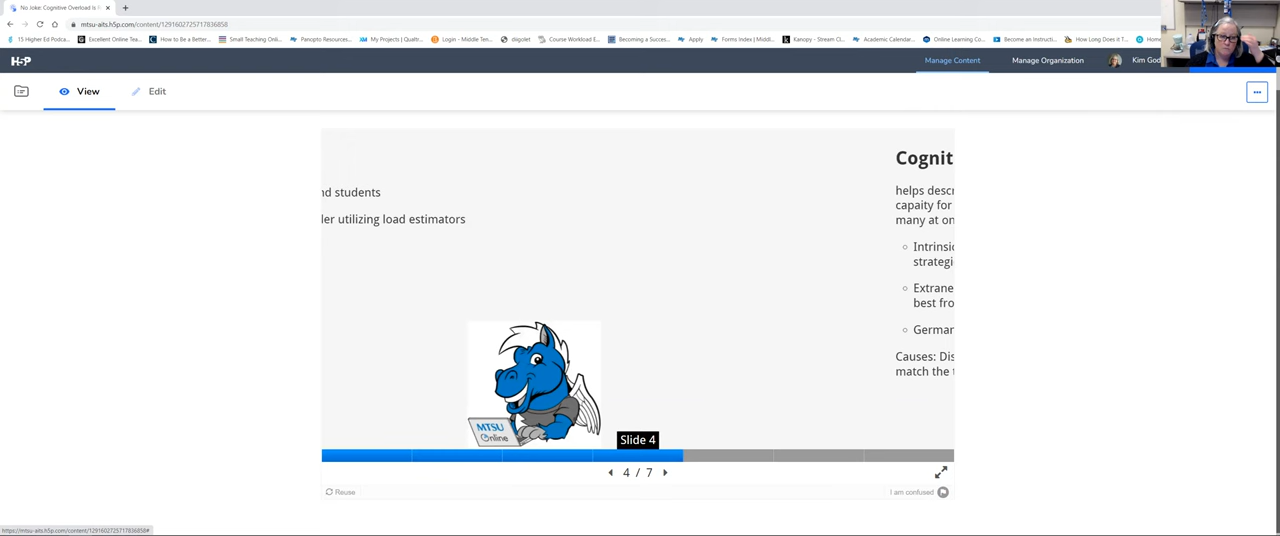 No Joke: Cognitive Overload Is
mtsu-aits.h5p.com/content/1291602725717836858
15 Higher Ed Podca...
Excellent Online Tea...
How to Be a Better...
Small Teaching Onli...
Panopto Resources...
My Projects | Qualtr...
Login - Middle Ten...
diigolet
Course Workload E...
Becoming a Succes...
Apply
Forms Index | Middl...
Kanopy - Stream Cl...
Academic Calendar...
Online Learning Co...
Become an Instructi...
How Long Does it T...
Home
H5P
Manage Content
Manage Organization
Kim God
View
Edit
nd students
der utilizing load estimators
Cognit
helps descr
capaity for
many at on
Intrinsic
strategi
Extrane
best fro
German
Causes: Dis
match the t
MTSU
Online
Slide 4
4 / 7
Reuse
I am confused
https://mtsu-aits.h5p.com/content/1291602725717836858#